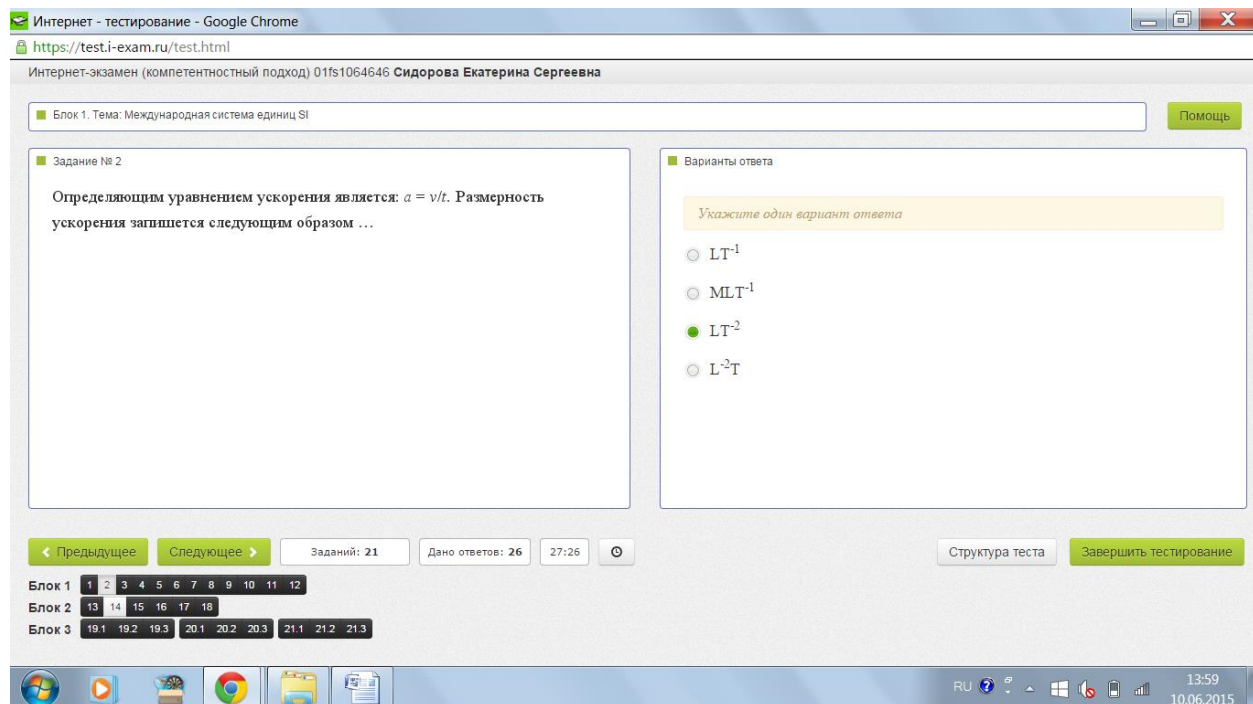 Интернет - тестирование - Google Chrome
https://test.i-exam.ru/test.html
Интернет-экзамен (компетентностный подход) 01fs1064646 Сидорова Екатерина Сергеевна
Блок 1. Тема: Международная система единиц SI
Помощь
Задание № 2
Определяющим уравнением ускорения является: a = v/t. Размерность
ускорения запишется следующим образом …
Варианты ответа
Укажите один вариант ответа
LT⁻¹
MLT⁻¹
LT⁻²
L⁻²T
Предыдущее
Следующее
Заданий: 21
Дано ответов: 26
27:26
Структура теста
Завершить тестирование
Блок 1 1 2 3 4 5 6 7 8 9 10 11 12
Блок 2 13 14 15 16 17 18
Блок 3 19.1 19.2 19.3 20.1 20.2 20.3 21.1 21.2 21.3
RU
13:59
10.06.2015